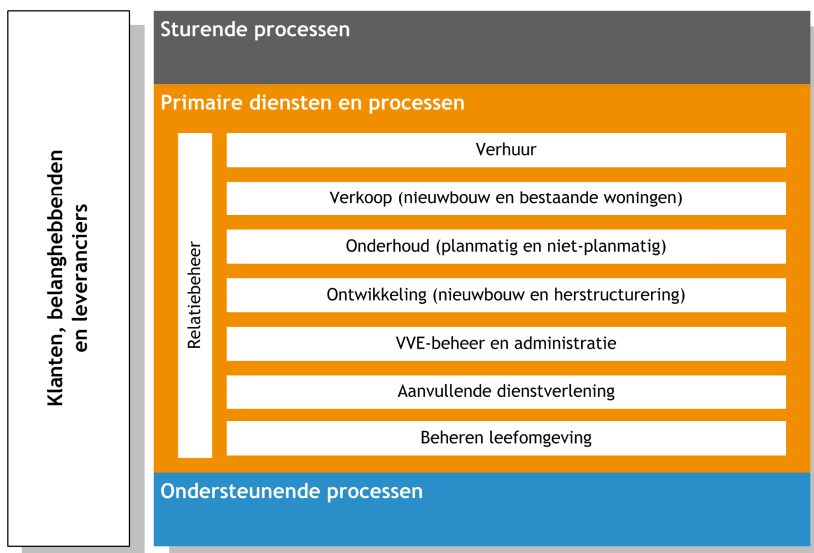 Klanten, belanghebbenden
en leveranciers
Sturende processen
Primaire diensten en processen
Relatiebeheer
Verhuur
Verkoop (nieuwbouw en bestaande woningen)
Onderhoud (planmatig en niet-planmatig)
Ontwikkeling (nieuwbouw en herstructurering)
VVE-beheer en administratie
Aanvullende dienstverlening
Beheren leefomgeving
Ondersteunende processen